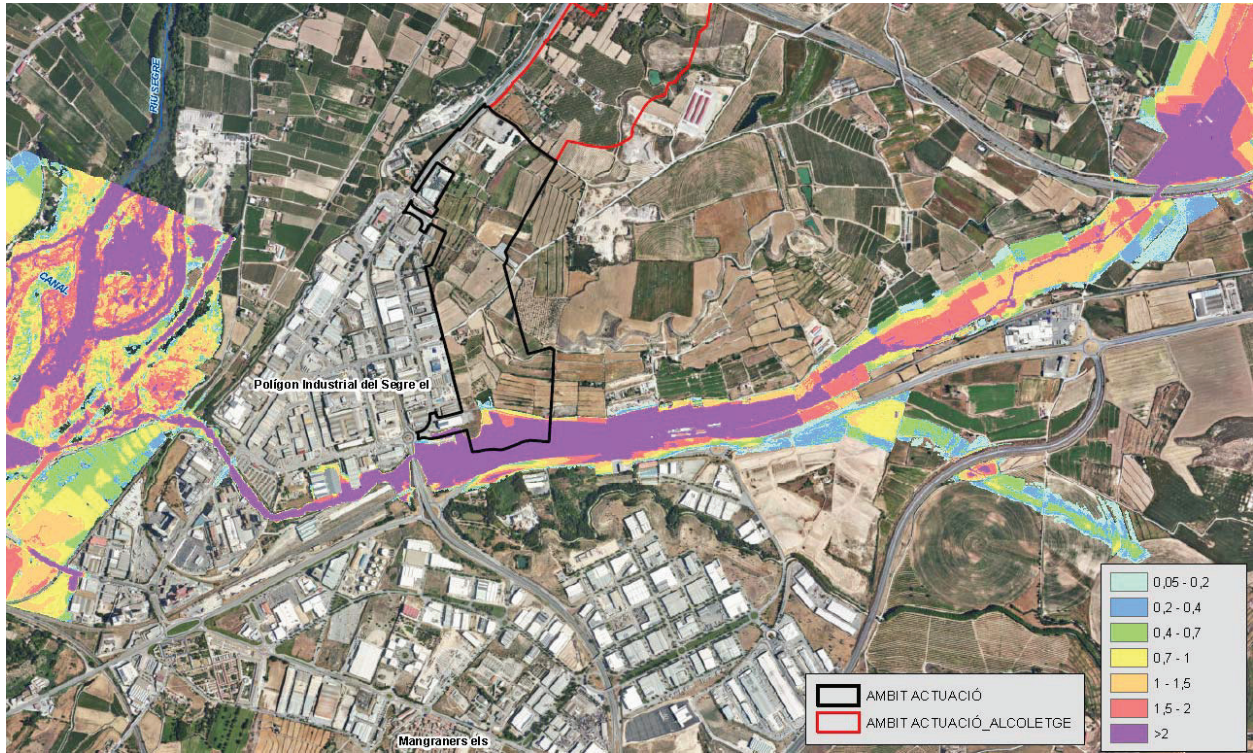 RIU SEGRE
CANAL
Polígon Industrial del Segre el
Mangraners els
AMBIT ACTUACIÓ
AMBIT ACTUACIÓ_ALCOLETGE
0,05 - 0,2
0,2 - 0,4
0,4 - 0,7
0,7 - 1
1 - 1,5
1,5 - 2
>2